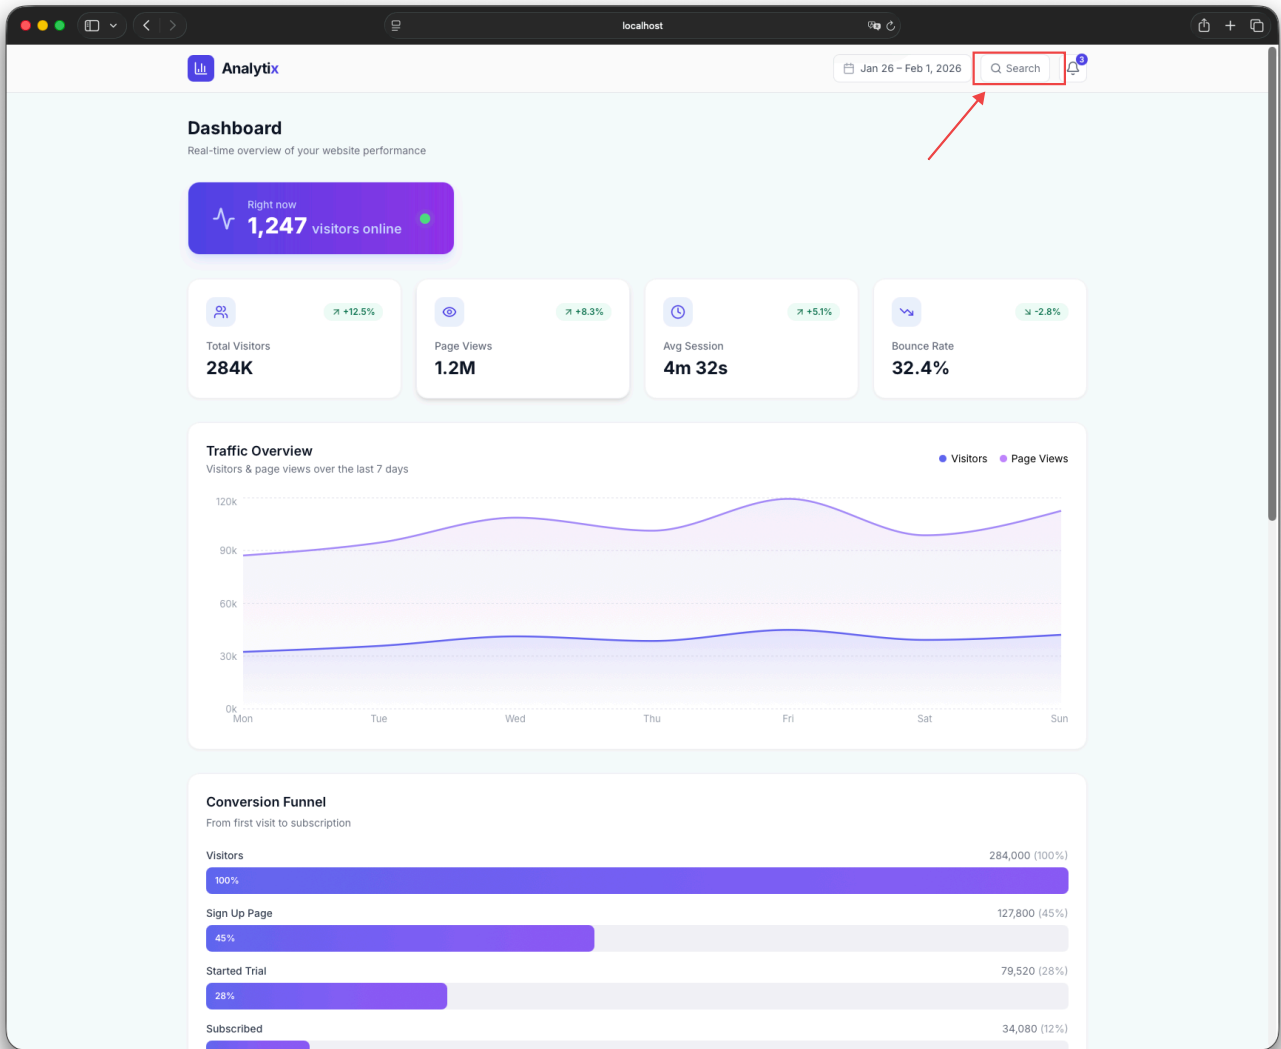 localhost
Analytix
Jan 26 – Feb 1, 2026
Search
3
Dashboard
Real-time overview of your website performance
Right now
1,247 visitors online
+12.5%
Total Visitors
284K
+8.3%
Page Views
1.2M
+5.1%
Avg Session
4m 32s
-2.8%
Bounce Rate
32.4%
Traffic Overview
Visitors & page views over the last 7 days
Visitors Page Views
120k
90k
60k
30k
0k
Mon Tue Wed Thu Fri Sat Sun
Conversion Funnel
From first visit to subscription
Visitors 284,000 (100%)
100%
Sign Up Page 127,800 (45%)
45%
Started Trial 79,520 (28%)
28%
Subscribed 34,080 (12%)